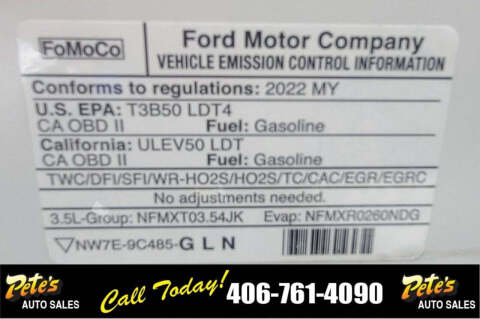 FoMoCo
Ford Motor Company
VEHICLE EMISSION CONTROL INFORMATION
Conforms to regulations: 2022 MY
U.S. EPA: T3B50 LDT4
CA OBD II Fuel: Gasoline
California: ULEV50 LDT
CA OBD II Fuel: Gasoline
TWC/DFI/SFI/WR-HO2S/HO2S/TC/CAC/EGR/EGRC
No adjustments needed.
3.5L-Group: NFMXT03.54JK Evap: NFMXR0260NDG
NW7E-9C485-G L N
Pete's AUTO SALES
Call Today! 406-761-4090
Pete's AUTO SALES